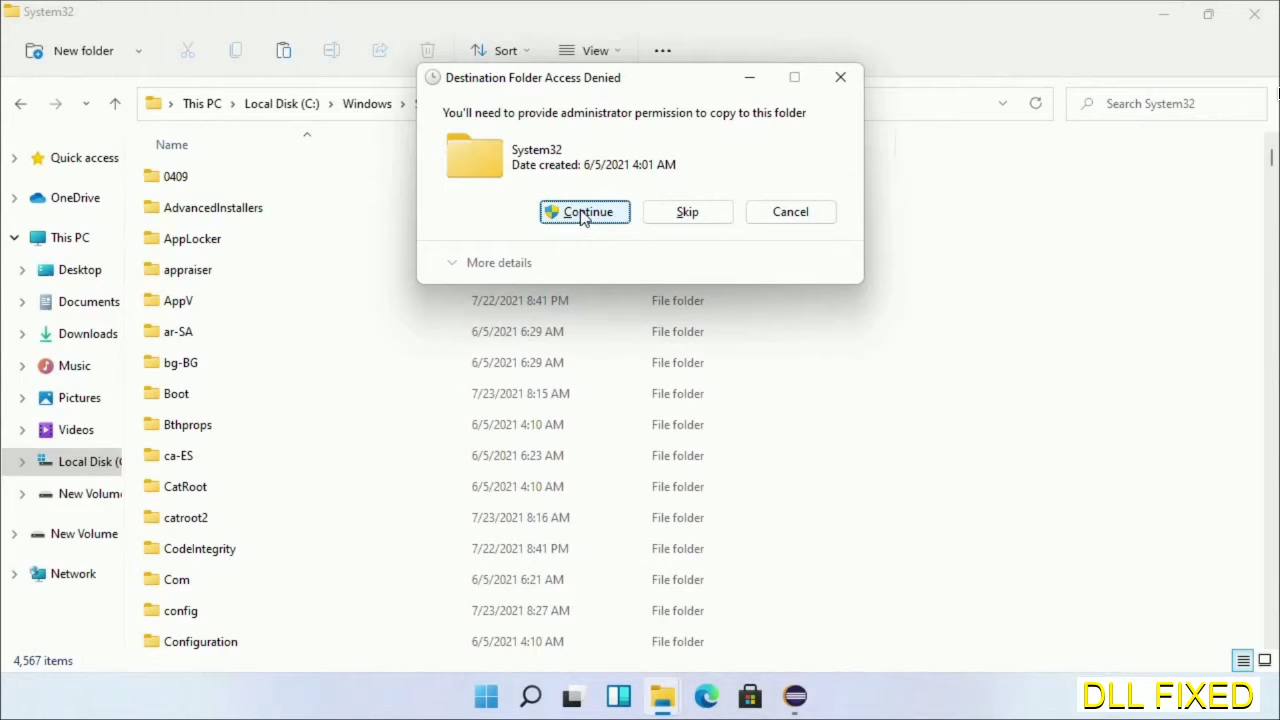 System32
New folder
Sort
View
This PC
Local Disk (C:)
Windows
Search System32
Destination Folder Access Denied
You'll need to provide administrator permission to copy to this folder
System32
Date created: 6/5/2021 4:01 AM
Continue
Skip
Cancel
More details
Quick access
OneDrive
This PC
Desktop
Documents
Downloads
Music
Pictures
Videos
Local Disk (
New Volum
New Volume
Network
Name
0409
AdvancedInstallers
AppLocker
appraiser
AppV 7/22/2021 8:41 PM File folder
ar-SA 6/5/2021 6:29 AM File folder
bg-BG 6/5/2021 6:29 AM File folder
Boot 7/23/2021 8:15 AM File folder
Bthprops 6/5/2021 4:10 AM File folder
ca-ES 6/5/2021 6:23 AM File folder
CatRoot 6/5/2021 4:10 AM File folder
catroot2 7/23/2021 8:16 AM File folder
CodeIntegrity 7/22/2021 8:41 PM File folder
Com 6/5/2021 6:21 AM File folder
config 7/23/2021 8:27 AM File folder
Configuration 6/5/2021 4:10 AM File folder
4,567 items
DLL FIXED